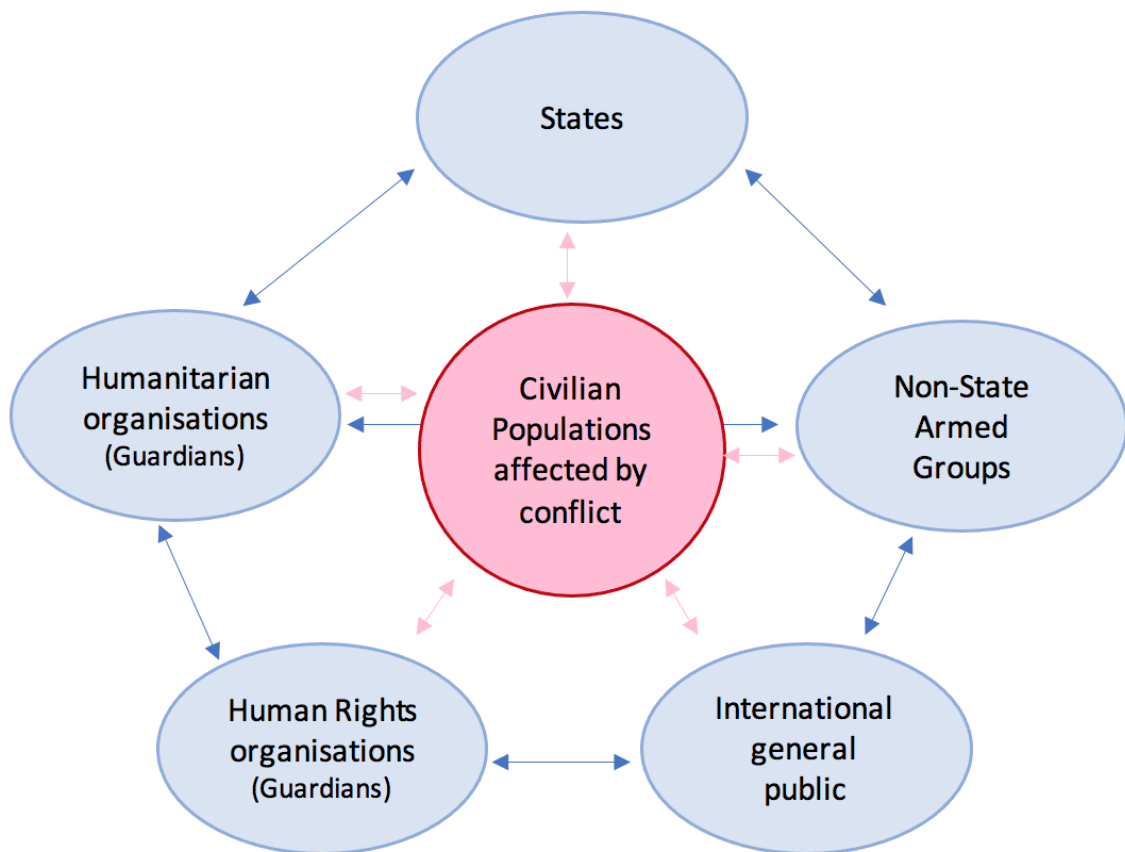 States
Humanitarian
organisations
(Guardians)
Civilian
Populations
affected by
conflict
Non-State
Armed
Groups
Human Rights
organisations
(Guardians)
International
general
public